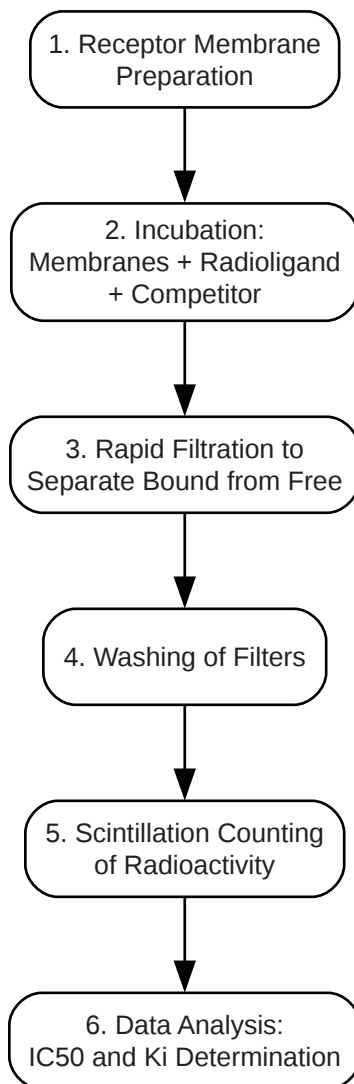 1. Receptor Membrane
Preparation
2. Incubation:
Membranes + Radioligand
+ Competitor
3. Rapid Filtration to
Separate Bound from Free
4. Washing of Filters
5. Scintillation Counting
of Radioactivity
6. Data Analysis:
IC50 and Ki Determination